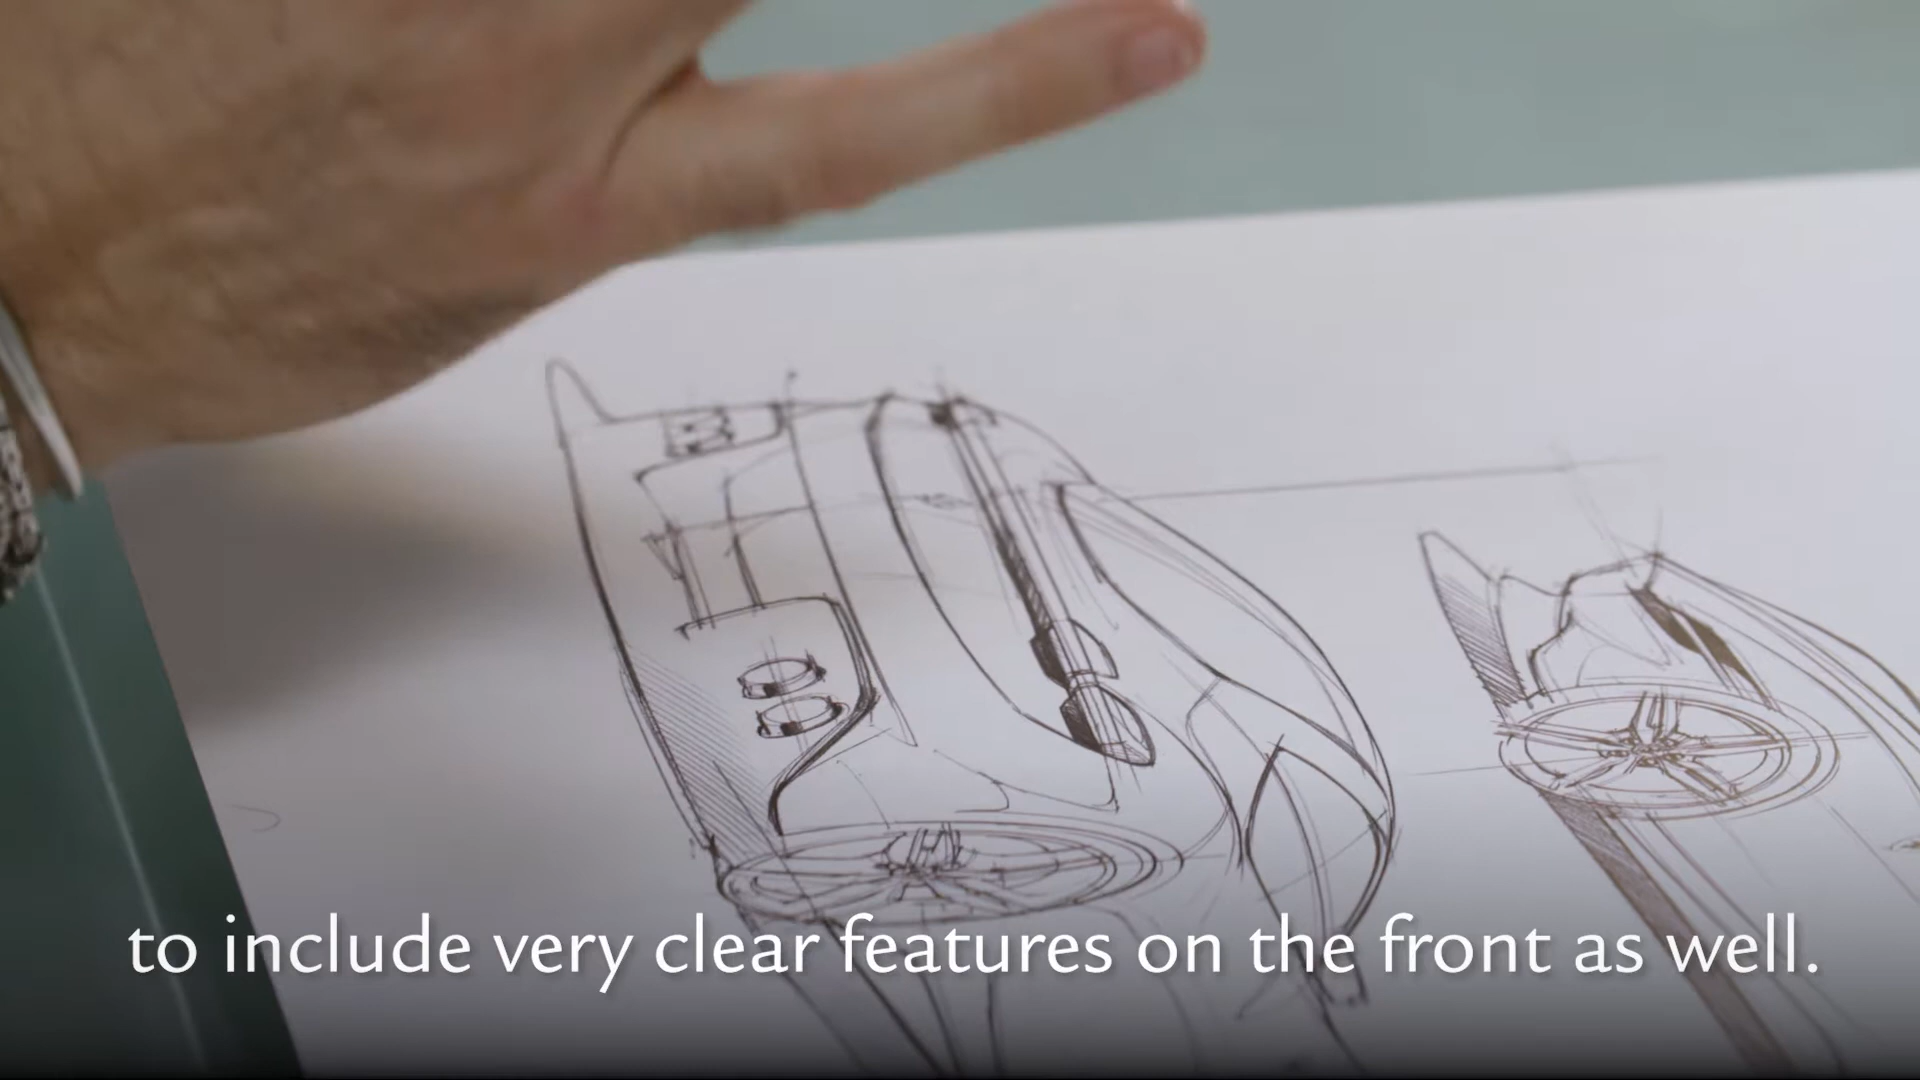 to include very clear features on the front as well.